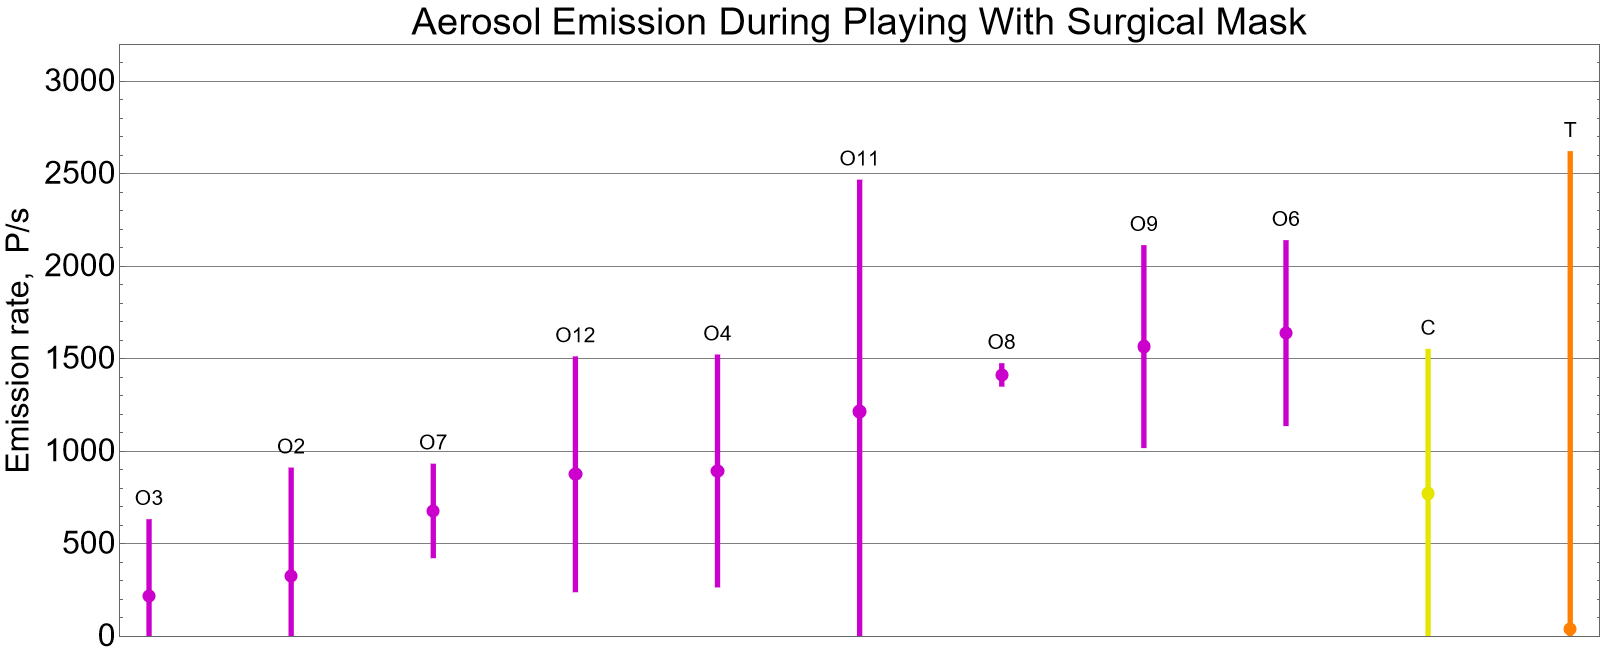 Aerosol Emission During Playing With Surgical Mask
Emission rate, P/s
3000
2500
2000
1500
1000
500
0
O3
O2
O7
O12
O4
O11
O8
O9
O6
C
T